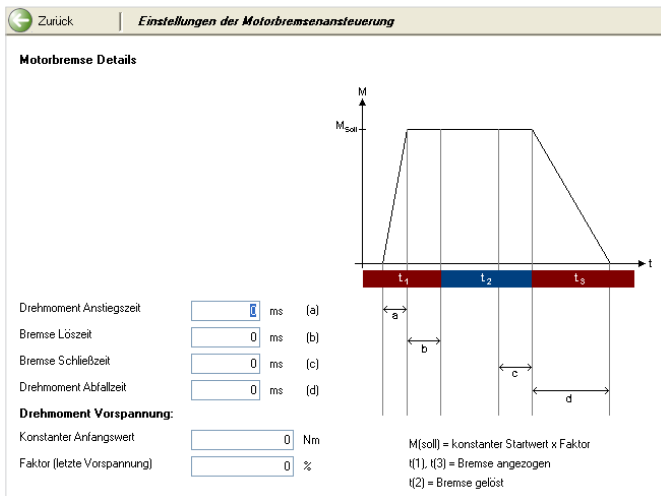 Zurück
Einstellungen der Motorbremsenansteuerung
Motorbremse Details
M
M Soll
t
t1 t2 t3
a
b
c
d
Drehmoment Anstiegszeit 0 ms (a)
Bremse Löszeit 0 ms (b)
Bremse Schließzeit 0 ms (c)
Drehmoment Abfallzeit 0 ms (d)
Drehmoment Vorspannung:
Konstanter Anfangswert 0 Nm
Faktor (letzte Vorspannung) 0 %
M(soll) = konstanter Startwert x Faktor
t(1), t(3) = Bremse angezogen
t(2) = Bremse gelöst